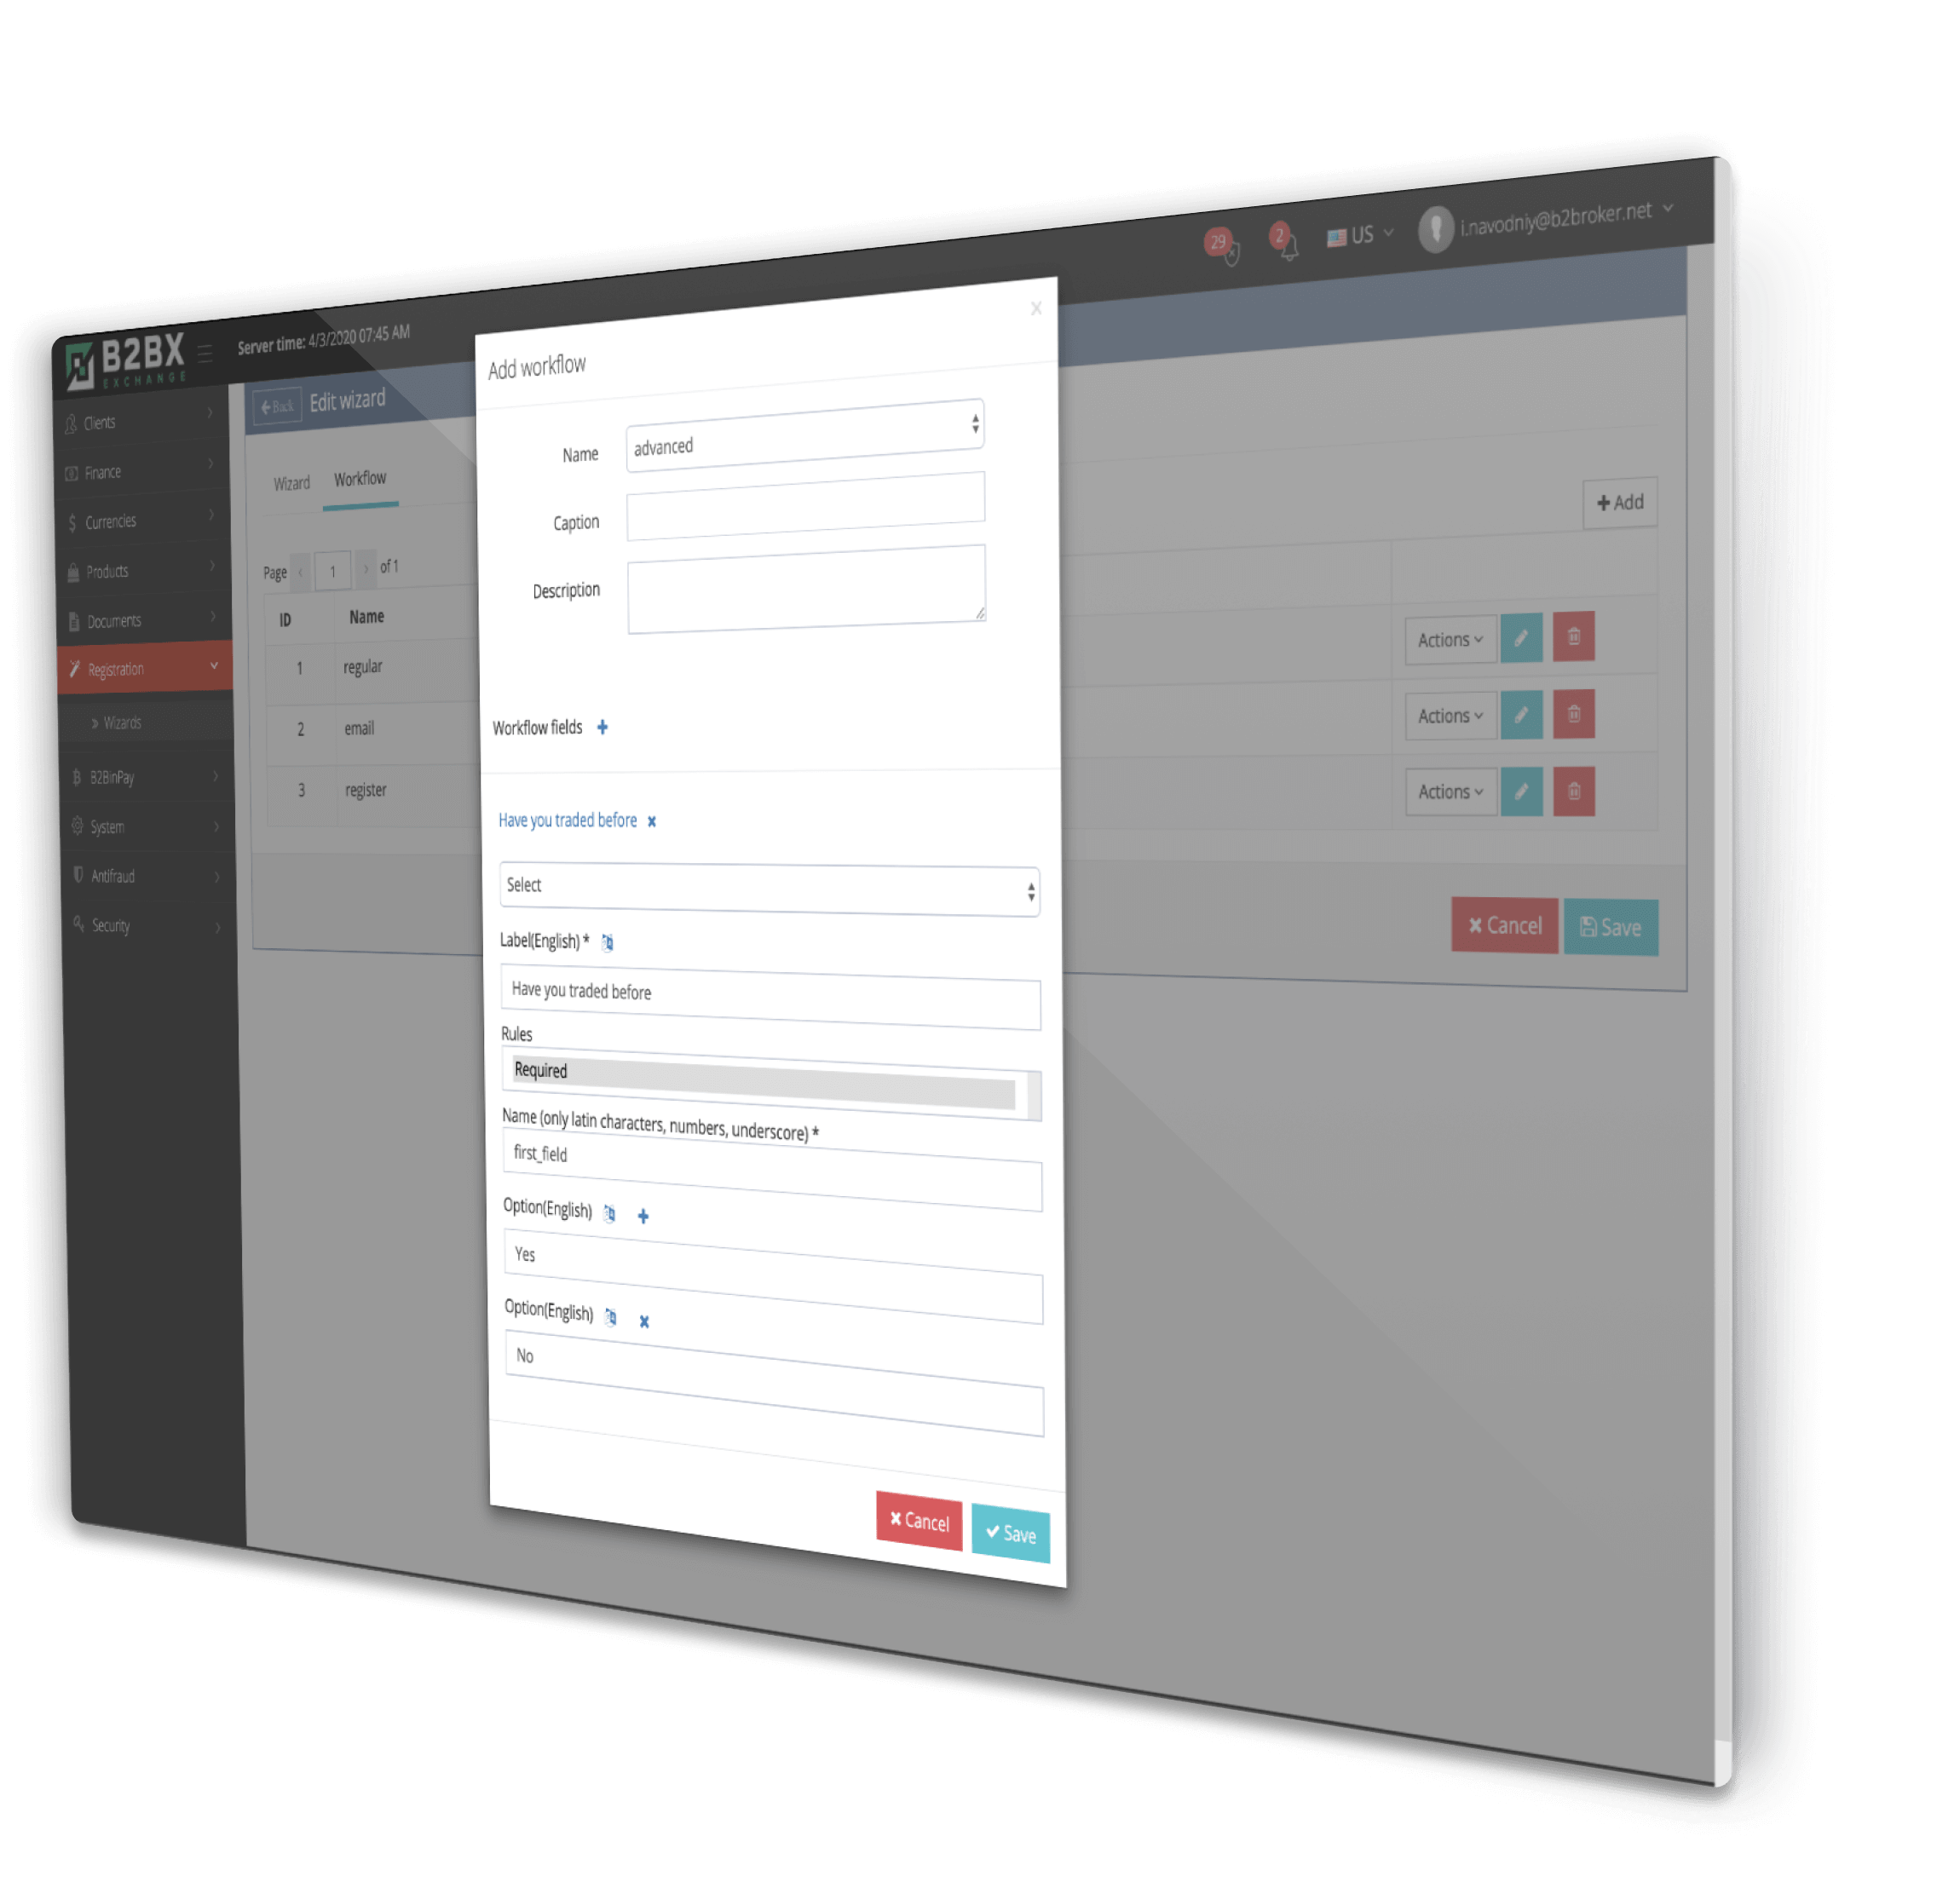 B2BX
EXCHANGE
Server time: 4/3/2020 07:45 AM
29
2
US
i.navodniy@b2broker.net
Clients
Finance
Currencies
Products
Documents
Registration
Wizards
B2BinPay
System
Antifraud
Security
Back
Edit wizard
Wizard
Workflow
Page
1
of 1
+ Add
ID Name
1 regular
Actions
2 email
Actions
3 register
Actions
Cancel
Save
Add workflow
x
Name
advanced
Caption
Description
Workflow fields +
Have you traded before x
Select
Label(English) *
Have you traded before
Rules
Required
Name (only latin characters, numbers, underscore) *
first_field
Option(English) +
Yes
Option(English) x
No
Cancel
Save